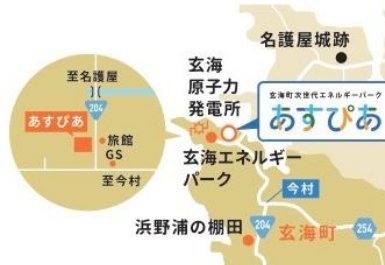 名護屋城跡
玄海
原子力
発電所
玄海町次世代エネルギーパーク
あすぴあ
至名護屋
204
あすぴあ
旅館
GS
至今村
玄海エネルギー
パーク
今村
浜野浦の棚田
204
玄海町
254